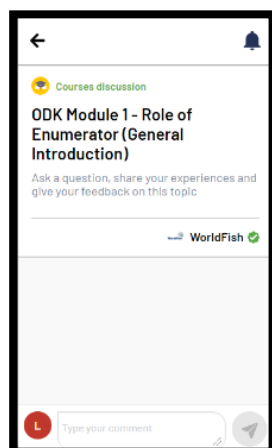 Courses discussion
ODK Module 1 - Role of
Enumerator (General
Introduction)
Ask a question, share your experiences and
give your feedback on this topic
WorldFish
L
Type your comment